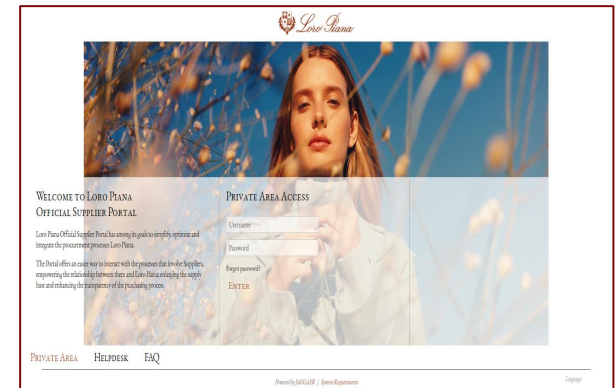 Loro Piana
WELCOME TO LORO PIANA
OFFICIAL SUPPLIER PORTAL
Loro Piana Official Supplier Portal has among its goals to simplify, optimize and
integrate the procurement processes Loro Piana.
The Portal offers an easier way to interact with the processes that involve Suppliers,
empowering the relationship between them and Loro Piana; enlarging the supply
base and enhancing the transparency of the purchasing process.
PRIVATE AREA ACCESS
Username
Password
Forgot password?
ENTER
PRIVATE AREA HELPDESK FAQ
Powered by JAGGAER | System Requirements
Language